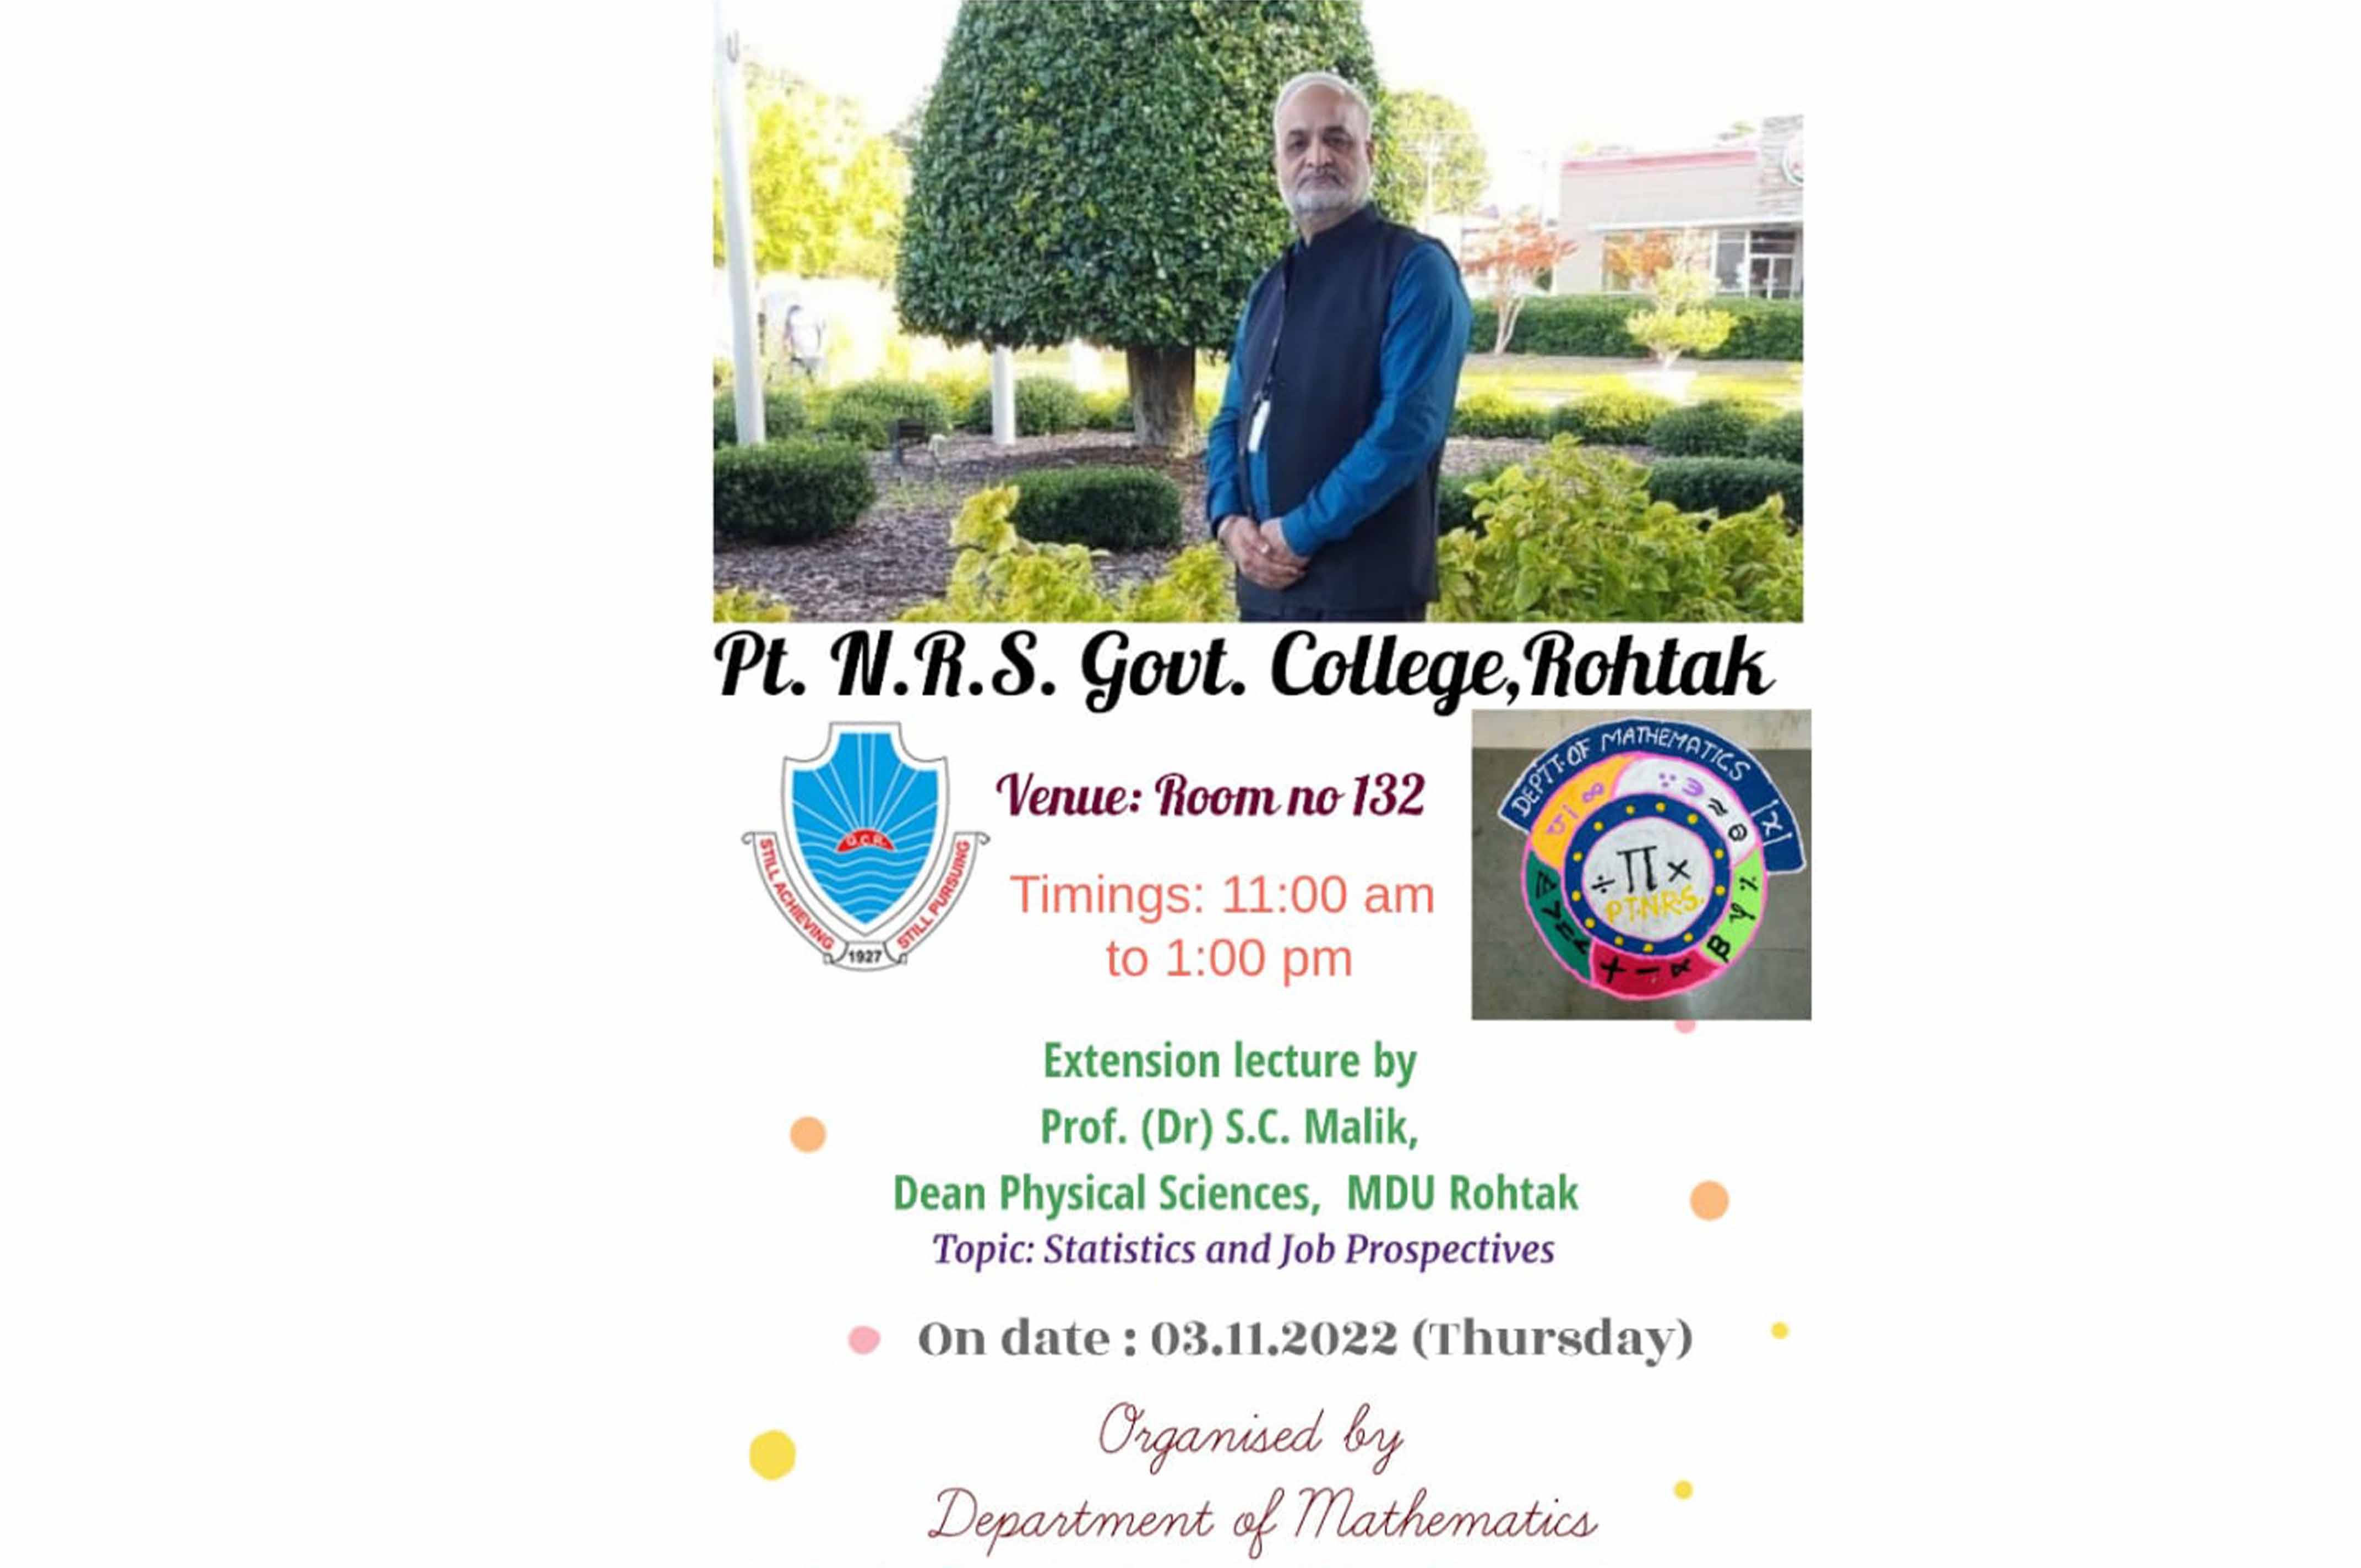 Pt. N.R.S. Govt. College,Rohtak
Venue: Room no 132
Timings: 11:00 am
to 1:00 pm
G.C.R.
STILL ACHIEVING
STILL PURSUING
1927
DEPTT. OF MATHEMATICS |x|
÷ π ×
P.T.N.R.S.
Extension lecture by
Prof. (Dr) S.C. Malik,
Dean Physical Sciences, MDU Rohtak
Topic: Statistics and Job Prospectives
On date : 03.11.2022 (Thursday)
Organised by
Department of Mathematics